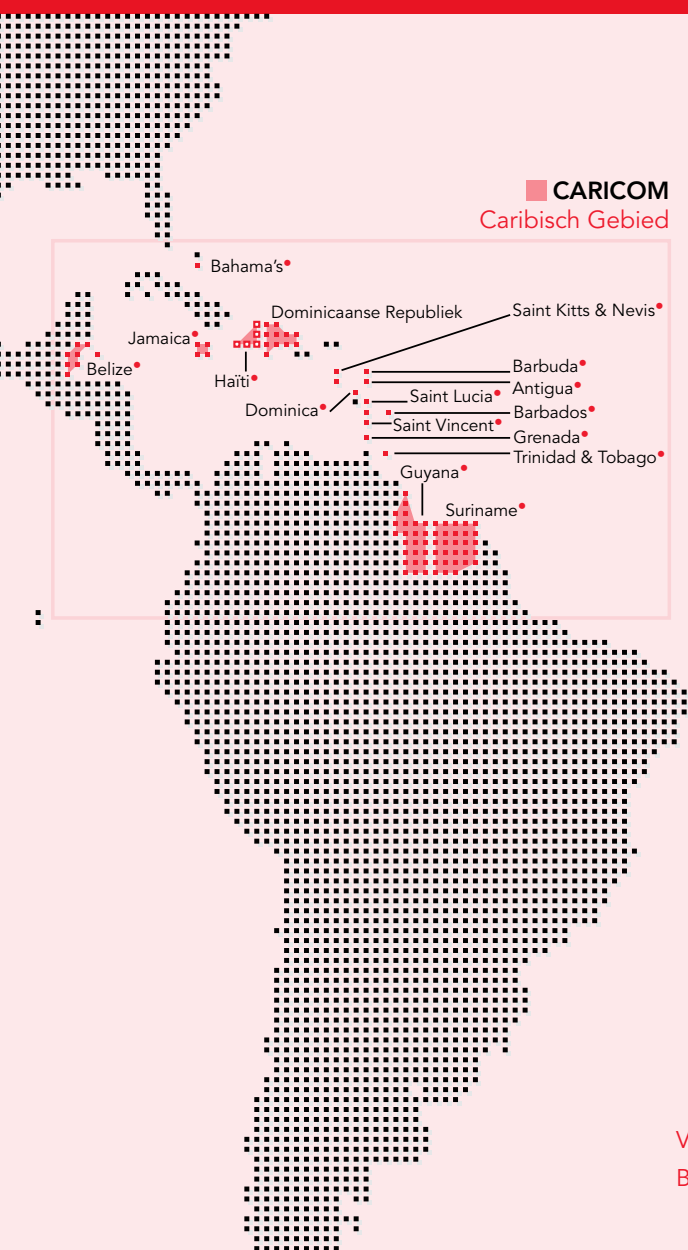 CARICOM
Caribisch Gebied
Bahama's
Dominicaanse Republiek
Saint Kitts & Nevis
Jamaica
Belize
Haïti
Barbuda
Antigua
Saint Lucia
Dominica
Barbados
Saint Vincent
Grenada
Trinidad & Tobago
Guyana
Suriname
V
B